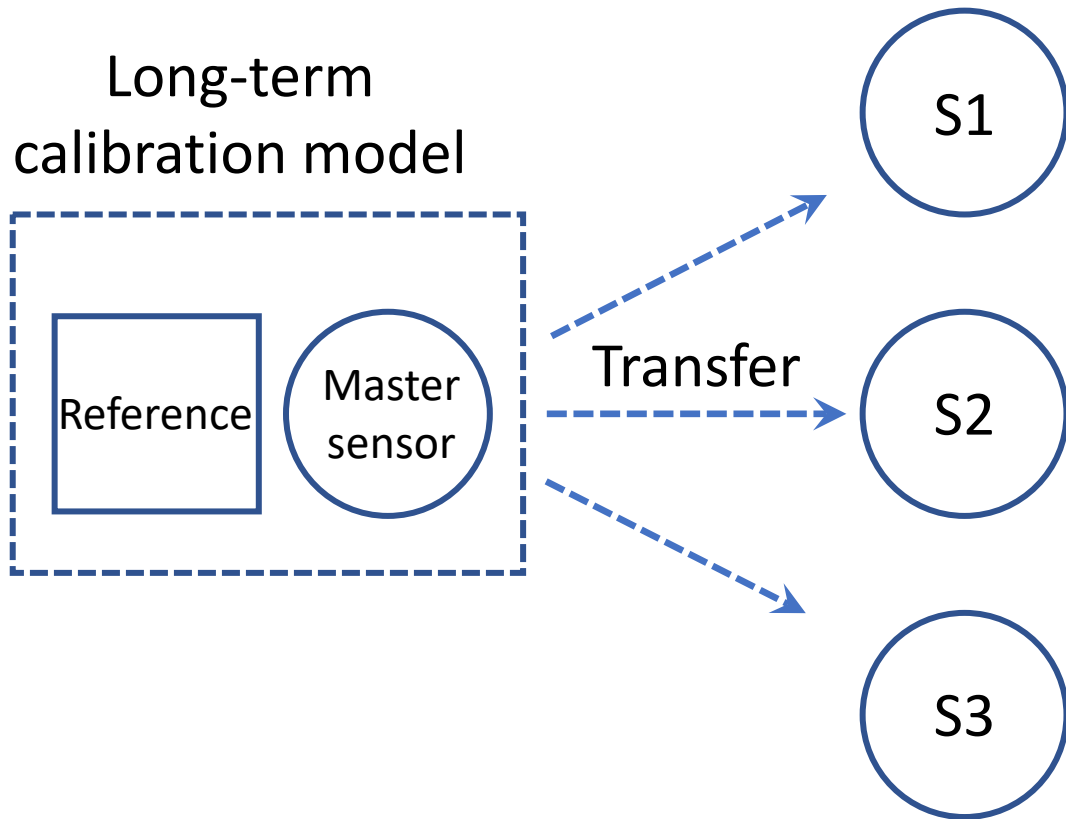 Long-term
calibration model
Reference
Master
sensor
Transfer
S1
S2
S3